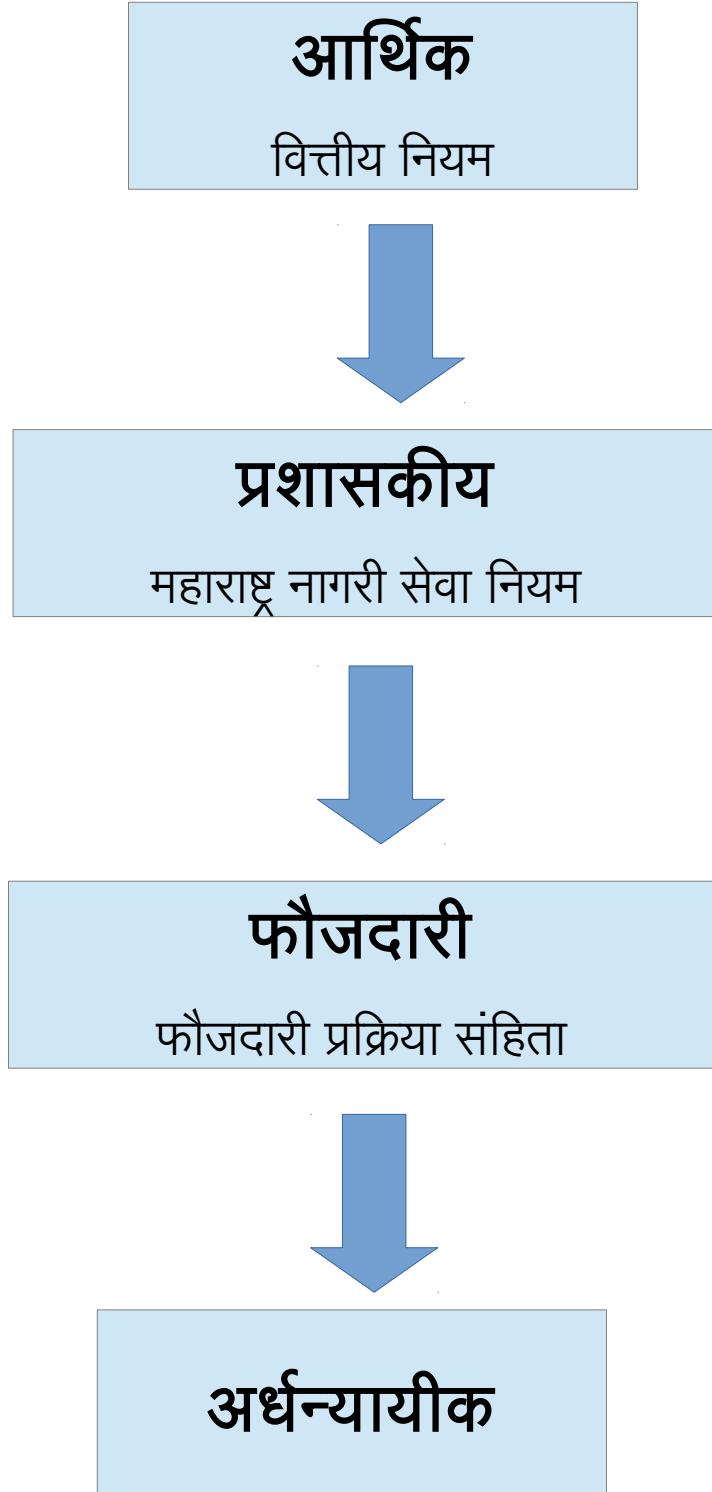 आर्थिक
वित्तीय नियम
प्रशासकीय
महाराष्ट्र नागरी सेवा नियम
फौजदारी
फौजदारी प्रक्रिया संहिता
अर्धन्यायीक